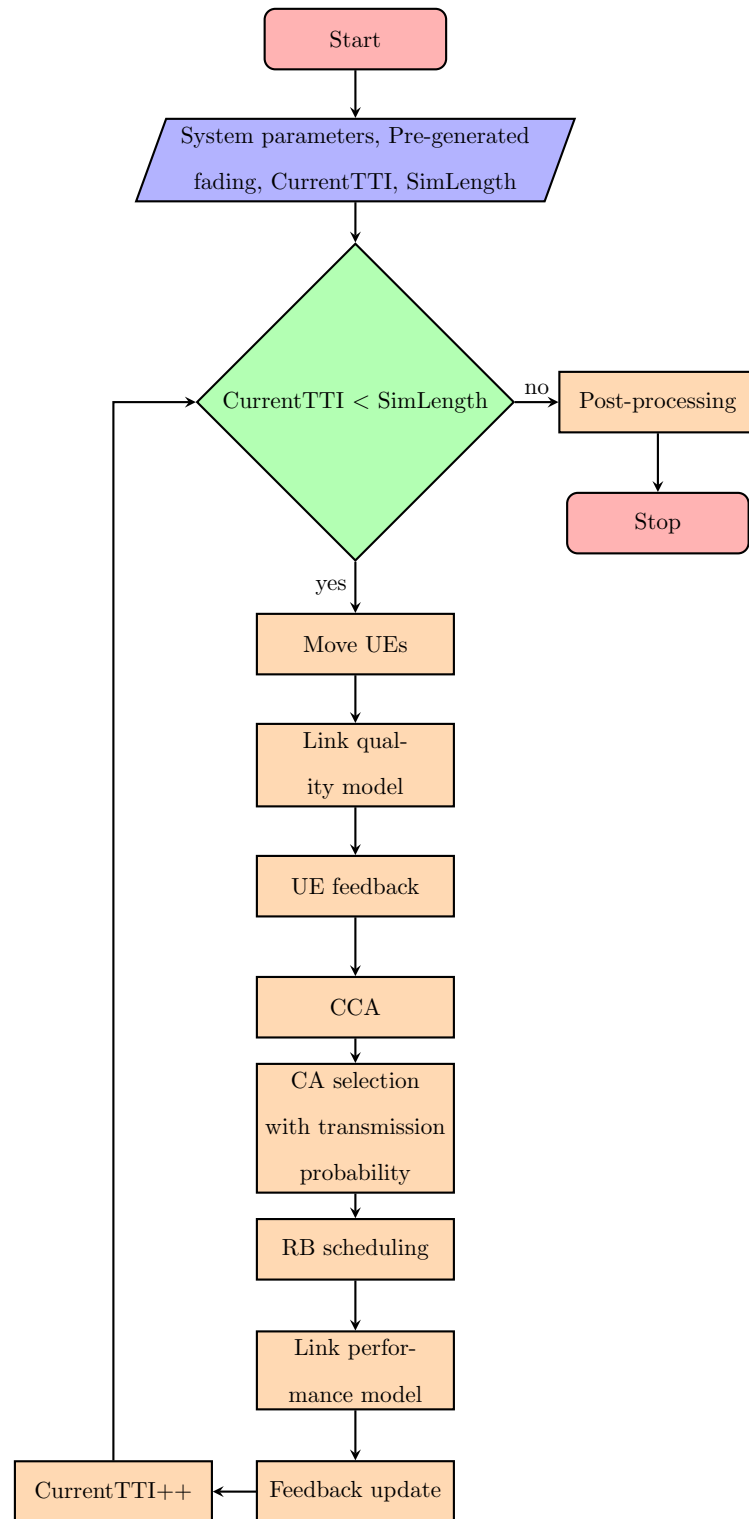 Start
System parameters, Pre-generated
fading, CurrentTTI, SimLength
CurrentTTI < SimLength
no
Post-processing
Stop
yes
Move UEs
Link qual-
ity model
UE feedback
CCA
CA selection
with transmission
probability
RB scheduling
Link perfor-
mance model
Feedback update
CurrentTTI++